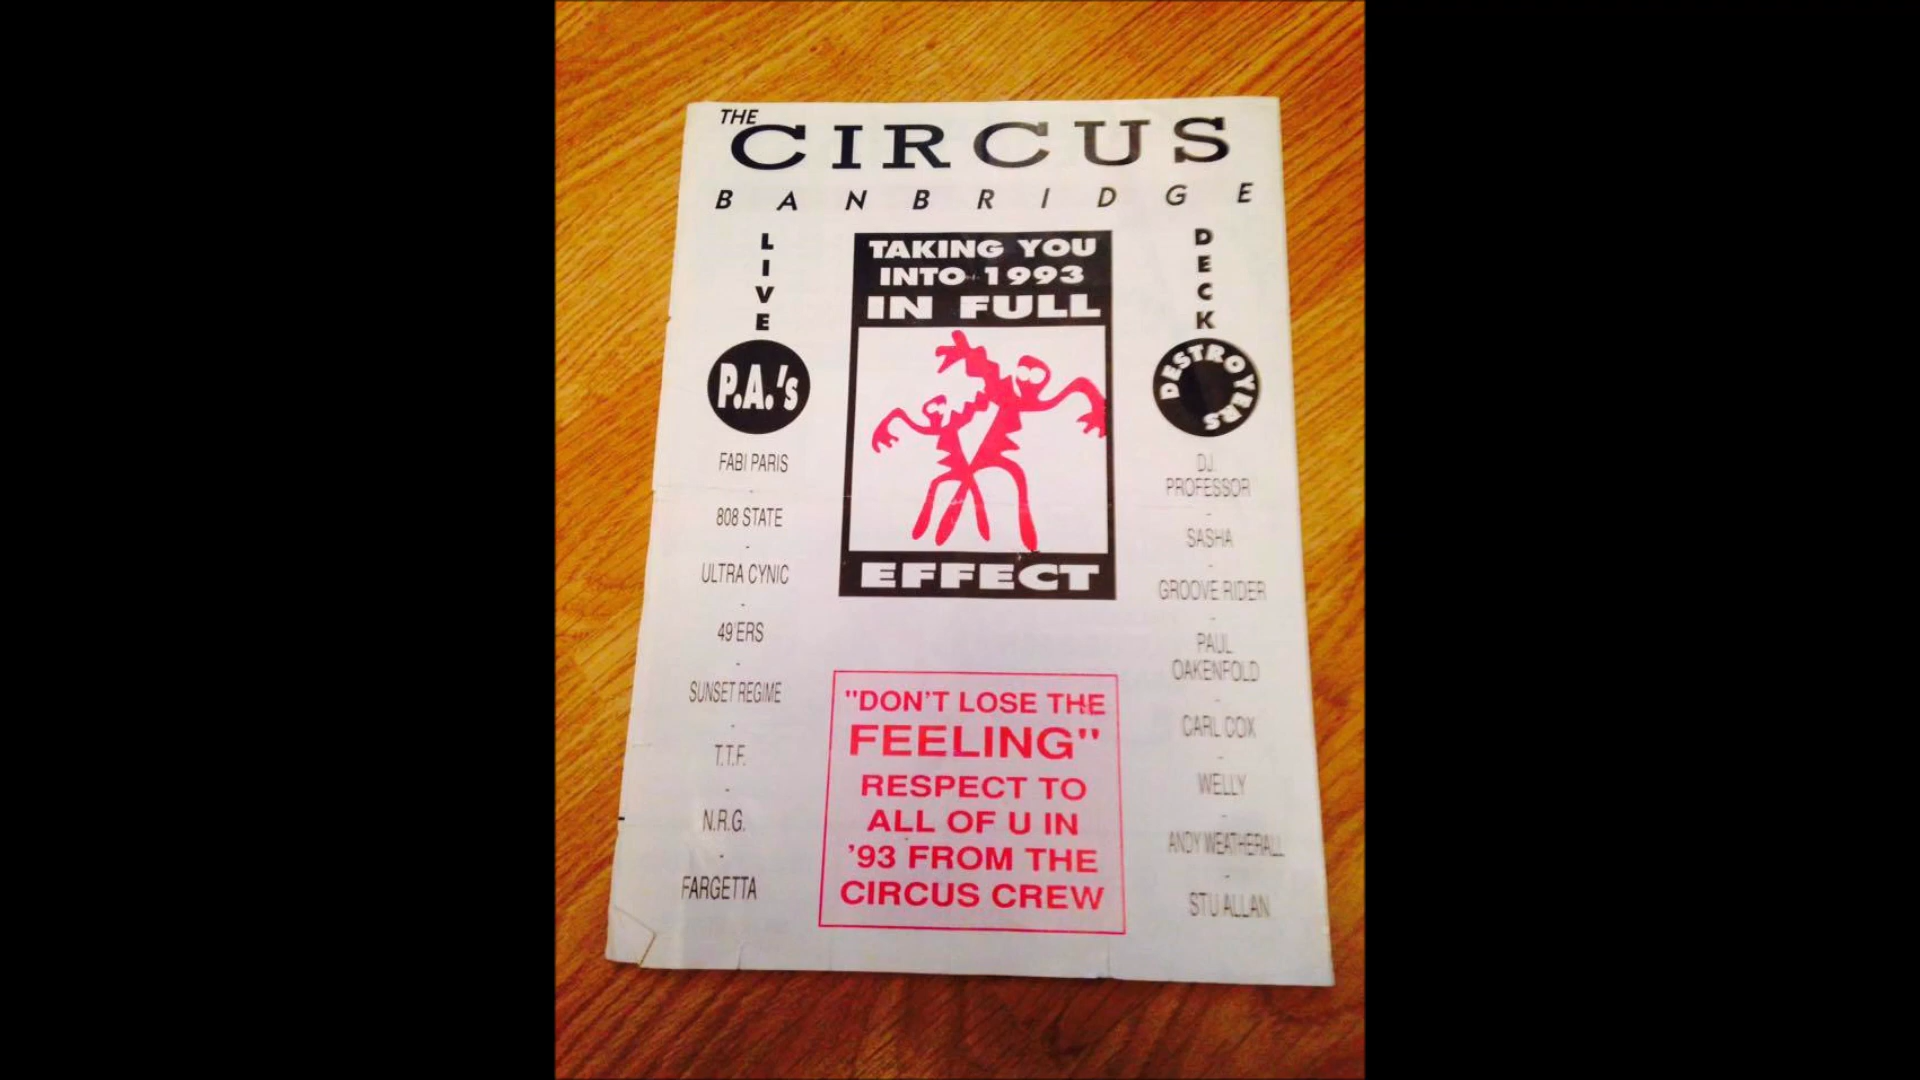 THE
CIRCUS
BANBRIDGE
LIVE
P.A.'s
FABI PARIS
-
808 STATE
-
ULTRA CYNIC
-
49'ERS
-
SUNSET REGIME
-
T.T.F.
-
N.R.G.
-
FARGETTA
TAKING YOU
INTO 1993
IN FULL
EFFECT
"DON'T LOSE THE
FEELING"
RESPECT TO
ALL OF U IN
'93 FROM THE
CIRCUS CREW
DECK
DESTROYERS
DJ.
PROFESSOR
-
SASHA
-
GROOVE RIDER
-
PAUL
OAKENFOLD
-
CARL COX
-
WELLY
-
ANDY WEATHERALL
-
STU ALLAN